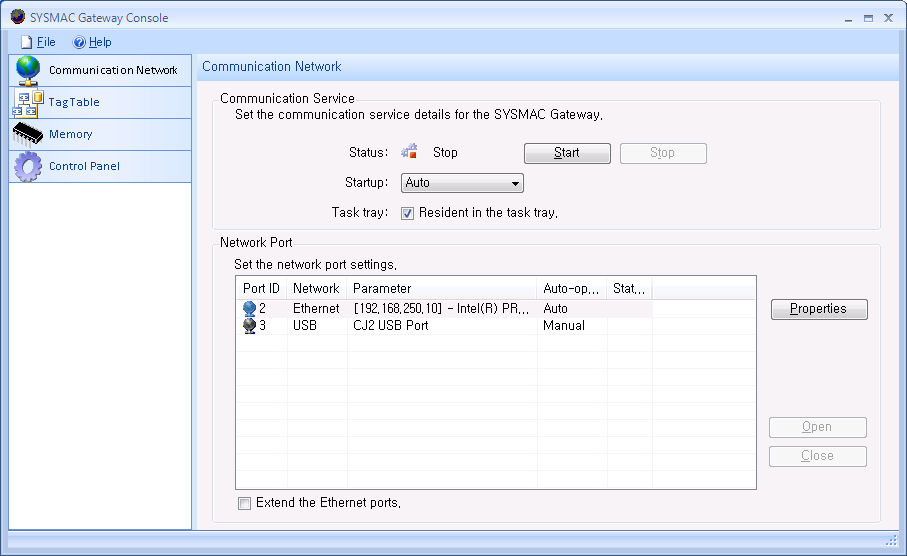 SYSMAC Gateway Console
File Help
Communication Network
Tag Table
Memory
Control Panel
Communication Network
Communication Service
Set the communication service details for the SYSMAC Gateway.
Status: Stop Start Stop
Startup: Auto
Task tray: Resident in the task tray.
Network Port
Set the network port settings.
Port ID Network Parameter Auto-op... Stat...
2 Ethernet [192.168.250.10] - Intel(R) PR... Auto
3 USB CJ2 USB Port Manual
Properties
Open
Close
Extend the Ethernet ports.